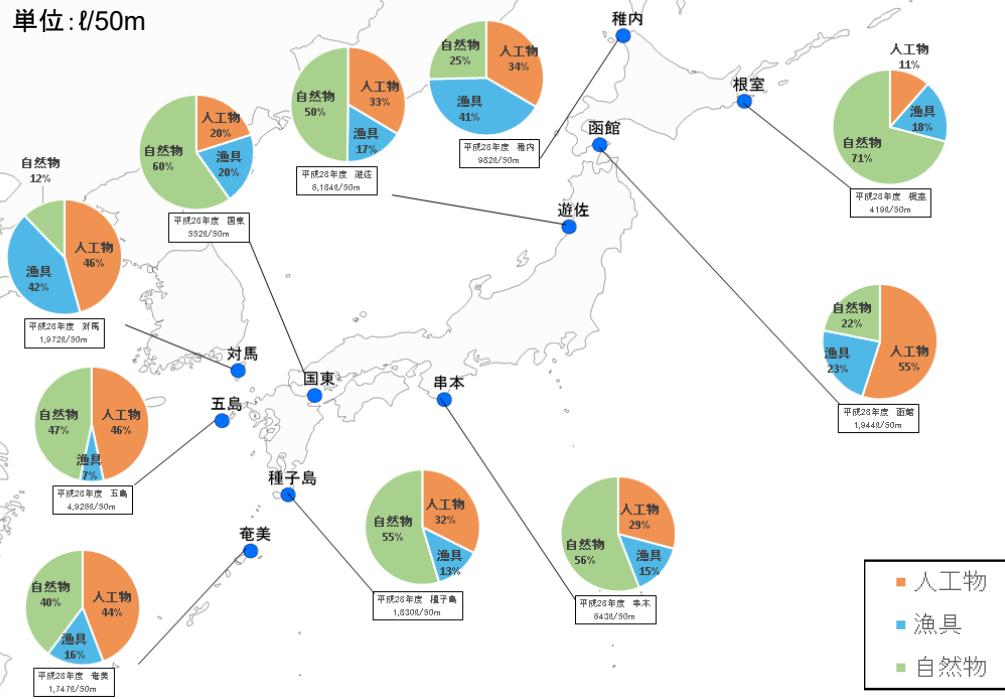 単位:ℓ/50m
稚内
根室
函館
遊佐
対馬
国東
串本
五島
種子島
奄美
自然物
25%
人工物
34%
漁具
41%
平成28年度 稚内
982ℓ/50m
自然物
50%
人工物
33%
漁具
17%
平成28年度 遊佐
自然物
60%
人工物
20%
漁具
20%
平成28年度 国東
人工物
11%
漁具
18%
自然物
71%
平成28年度 根室
419ℓ/50m
自然物
12%
人工物
46%
漁具
42%
平成28年度 対馬
1,972ℓ/50m
自然物
22%
漁具
23%
人工物
55%
平成28年度 函館
1,944ℓ/50m
自然物
47%
人工物
46%
漁具
7%
平成28年度 五島
自然物
55%
人工物
32%
漁具
13%
平成28年度 種子島
1,830ℓ/50m
自然物
56%
人工物
29%
漁具
15%
平成28年度 串本
自然物
40%
人工物
44%
漁具
16%
平成28年度 奄美
1,747ℓ/50m
人工物
漁具
自然物